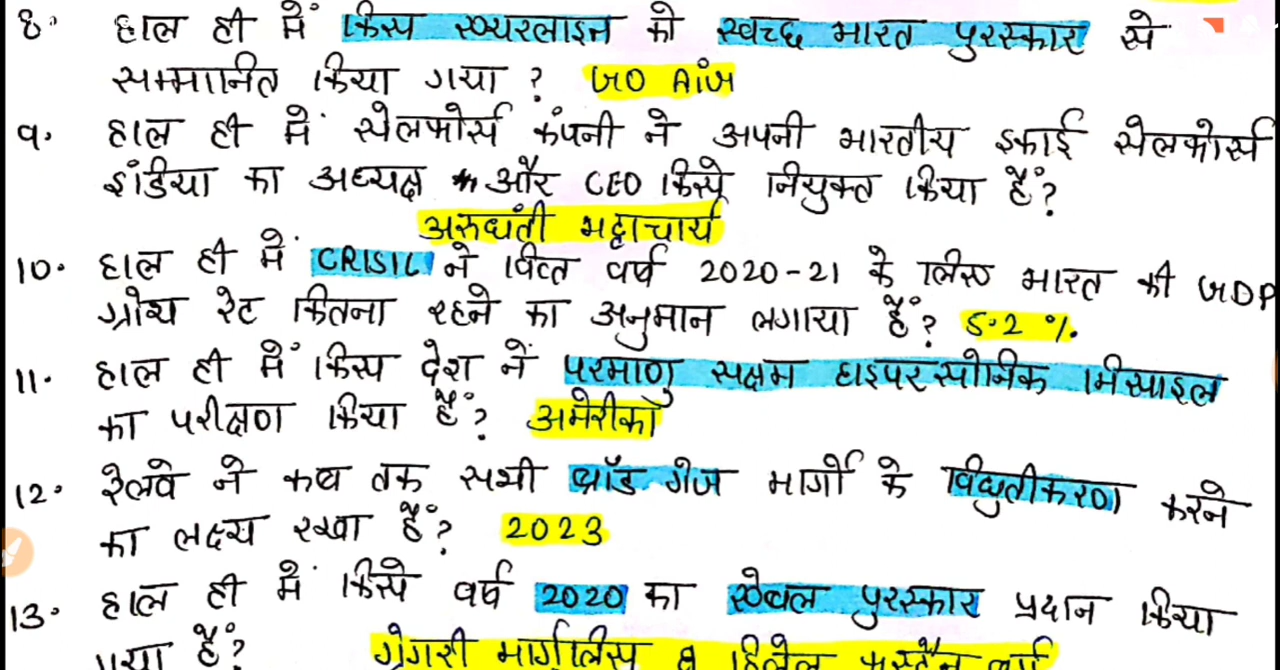 8. हाल ही में किस एयरलाइन को स्वच्छ भारत पुरस्कार से
सम्मानित किया गया ? GO Air
9. हाल ही में सेलफोर्स कंपनी ने अपनी भारतीय इकाई सेलफोर्स
इंडिया का अध्यक्ष और CEO किसे नियुक्त किया हैं?
अरुधंती भट्टाचार्य
10. हाल ही में CRISIL ने वित्त वर्ष 2020-21 के लिए भारत की GDP
ग्रोथ रेट कितना रहने का अनुमान लगाया हैं? 5.2 %.
11. हाल ही में किस देश नें परमाणु सक्षम हाइपरसोनिक मिसाइल
का परीक्षण किया हैं? अमेरीका
12. रेलवे ने कब तक सभी ब्रॉड गेज मार्गो के विद्युतीकरण करने
का लक्ष्य रखा हैं? 2023
13. हाल ही में किसे वर्ष 2020 का ऐबल पुरस्कार प्रदान किया
गया हैं? ग्रेगरी मार्गुलिस व हिलेल